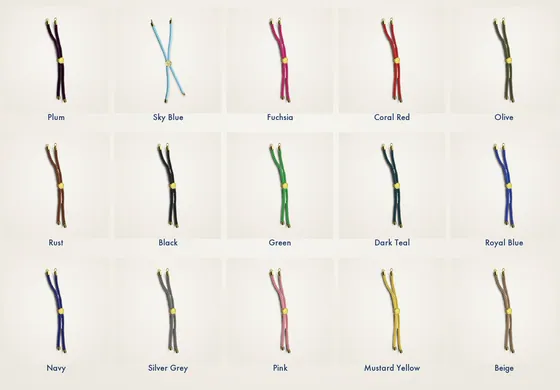 Plum
Sky Blue
Fuchsia
Coral Red
Olive
Rust
Black
Green
Dark Teal
Royal Blue
Navy
Silver Grey
Pink
Mustard Yellow
Beige